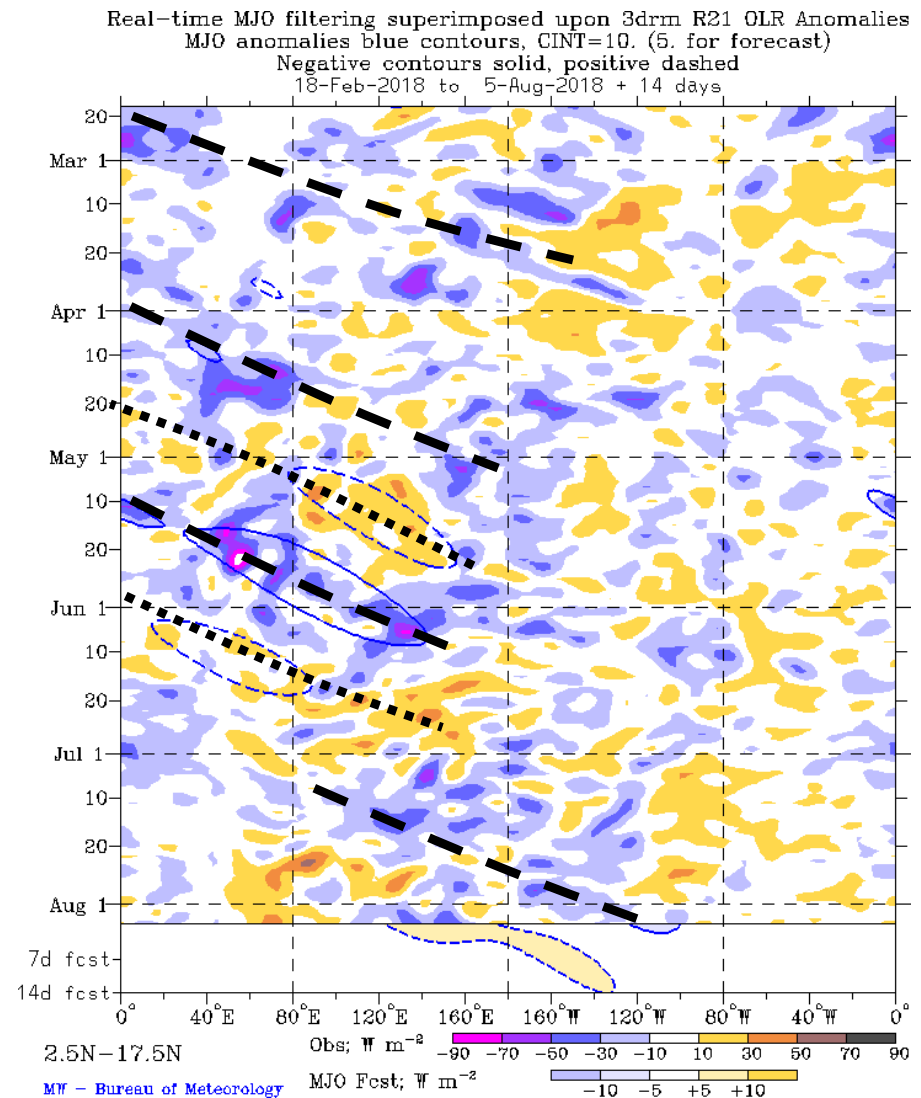 Real-time MJO filtering superimposed upon 3drm R21 OLR Anomalies
MJO anomalies blue contours, CINT=10. (5. for forecast)
Negative contours solid, positive dashed
18-Feb-2018 to 5-Aug-2018 + 14 days
20
Mar 1
10
20
Apr 1
10
20
May 1
10
20
Jun 1
10
20
Jul 1
10
20
Aug 1
7d fcst
14d fcst
0° 40°E 80°E 120°E 180° 160°W 120°W 80°W 40°W 0°
2.5N-17.5N
Obs; W m-2
-90 -70 -50 -30 -10 10 30 50 70 90
MW - Bureau of Meteorology
MJO Fcst; W m-2
-10 -5 +5 +10